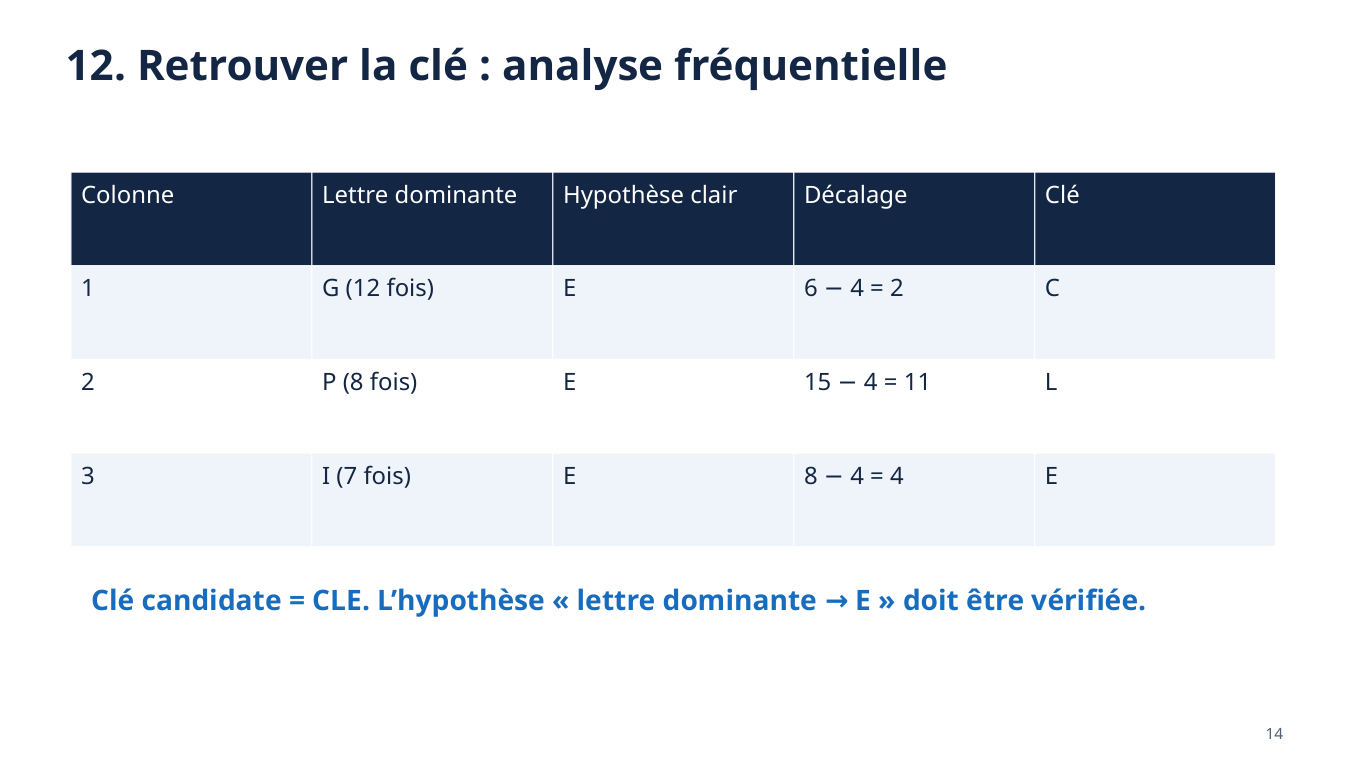 12. Retrouver la clé : analyse fréquentielle
Colonne Lettre dominante Hypothèse clair Décalage Clé
1 G (12 fois) E 6 − 4 = 2 C
2 P (8 fois) E 15 − 4 = 11 L
3 I (7 fois) E 8 − 4 = 4 E
Clé candidate = CLE. L’hypothèse « lettre dominante → E » doit être vérifiée.
14